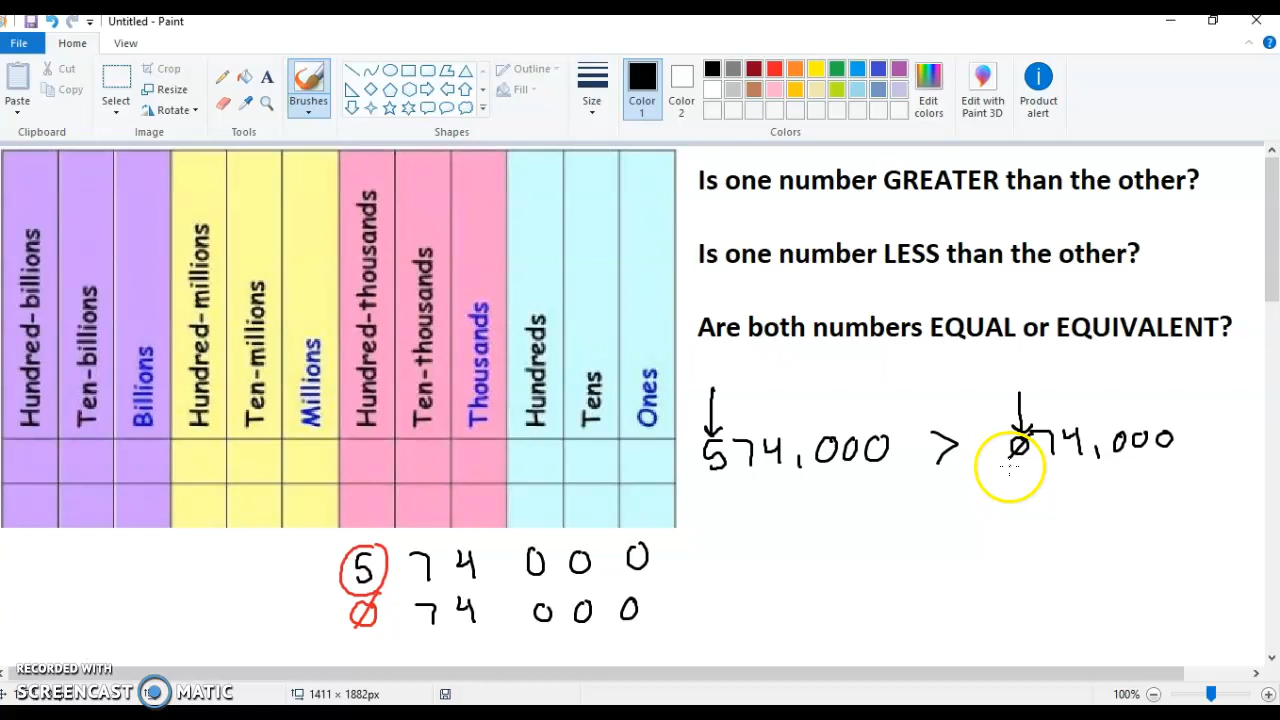 Untitled - Paint
File Home View
Paste Cut Copy Select Crop Resize Rotate Brushes Outline Fill Size Color 1 Color 2 Edit colors Edit with Paint 3D Product alert
Clipboard Image Tools Shapes Colors
Hundred-billions
Ten-billions
Billions
Hundred-millions
Ten-millions
Millions
Hundred-thousands
Ten-thousands
Thousands
Hundreds
Tens
Ones
Is one number GREATER than the other?
Is one number LESS than the other?
Are both numbers EQUAL or EQUIVALENT?
574,000 > 074,000
5 7 4 0 0 0
0 7 4 0 0 0
RECORDED WITH
SCREENCAST MATIC
1411 × 1882px
100%